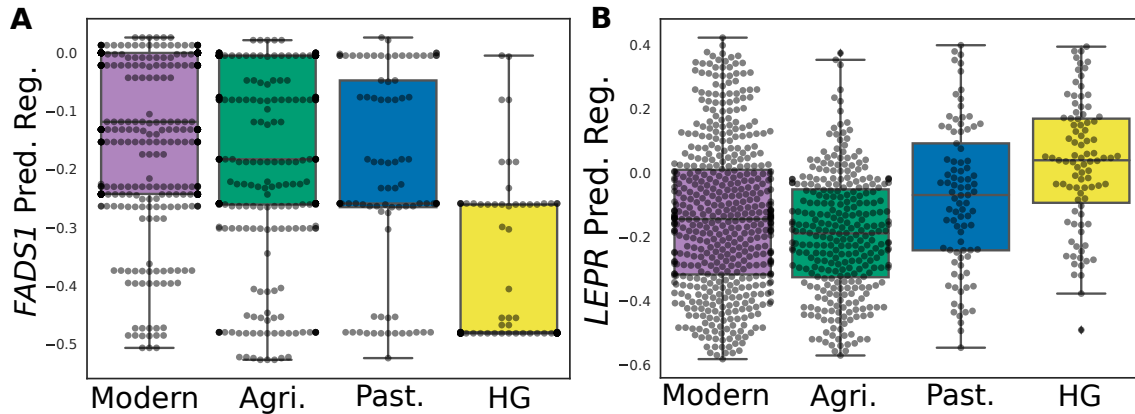 A
FADS1 Pred. Reg.
0.0
−0.1
−0.2
−0.3
−0.4
−0.5
Modern Agri. Past. HG
B
LEPR Pred. Reg.
0.4
0.2
0.0
−0.2
−0.4
−0.6
Modern Agri. Past. HG